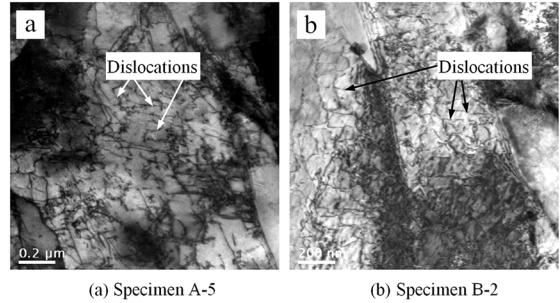 a
Dislocations
0.2 μm
b
Dislocations
200 nm
(a) Specimen A-5
(b) Specimen B-2